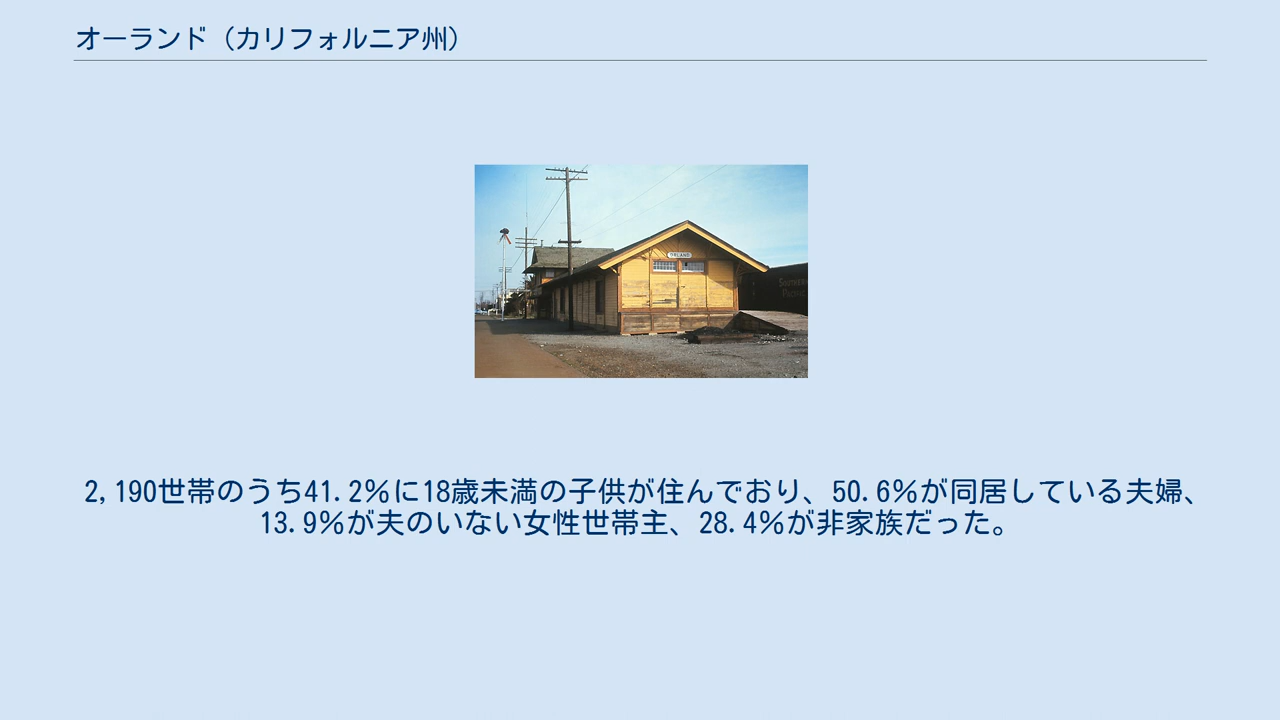 オーランド（カリフォルニア州）
ORLAND
2,190世帯のうち41.2％に18歳未満の子供が住んでおり、50.6％が同居している夫婦、
13.9％が夫のいない女性世帯主、28.4％が非家族だった。